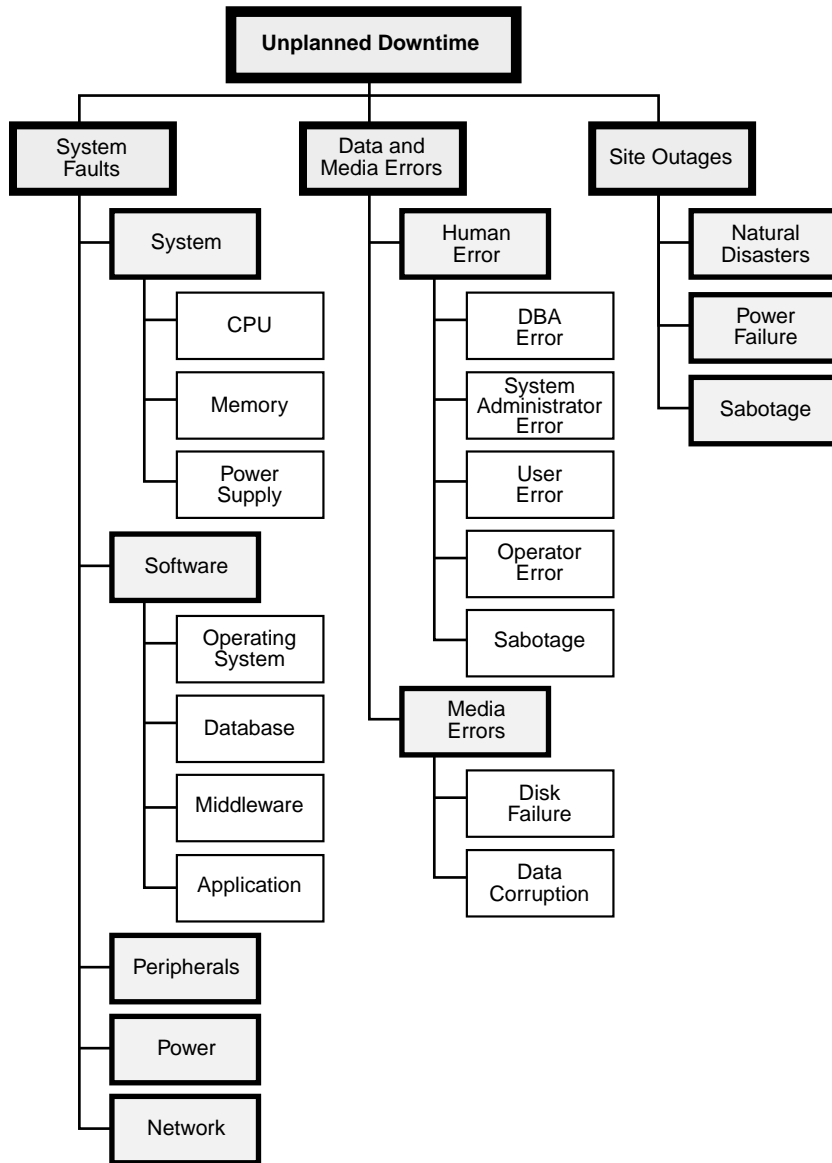 Unplanned Downtime
System
Faults
System
CPU
Memory
Power
Supply
Software
Operating
System
Database
Middleware
Application
Peripherals
Power
Network
Data and
Media Errors
Human
Error
DBA
Error
System
Administrator
Error
User
Error
Operator
Error
Sabotage
Media
Errors
Disk
Failure
Data
Corruption
Site Outages
Natural
Disasters
Power
Failure
Sabotage